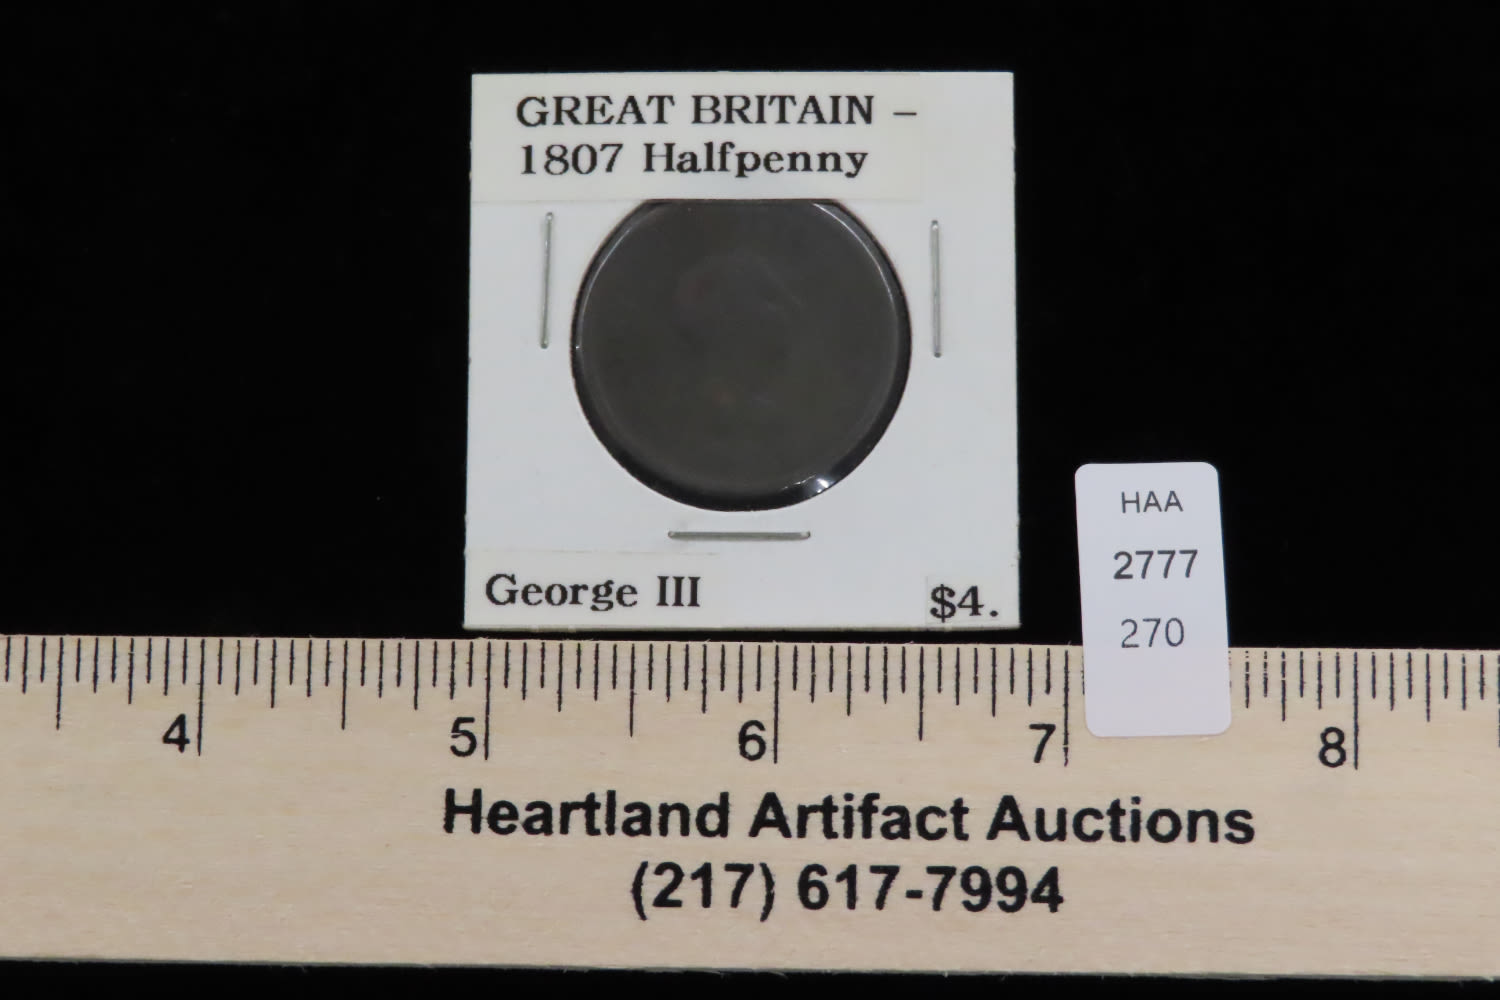 GREAT BRITAIN –
1807 Halfpenny
George III
$4.
HAA
2777
270
4 5 6 7 8
Heartland Artifact Auctions
(217) 617-7994